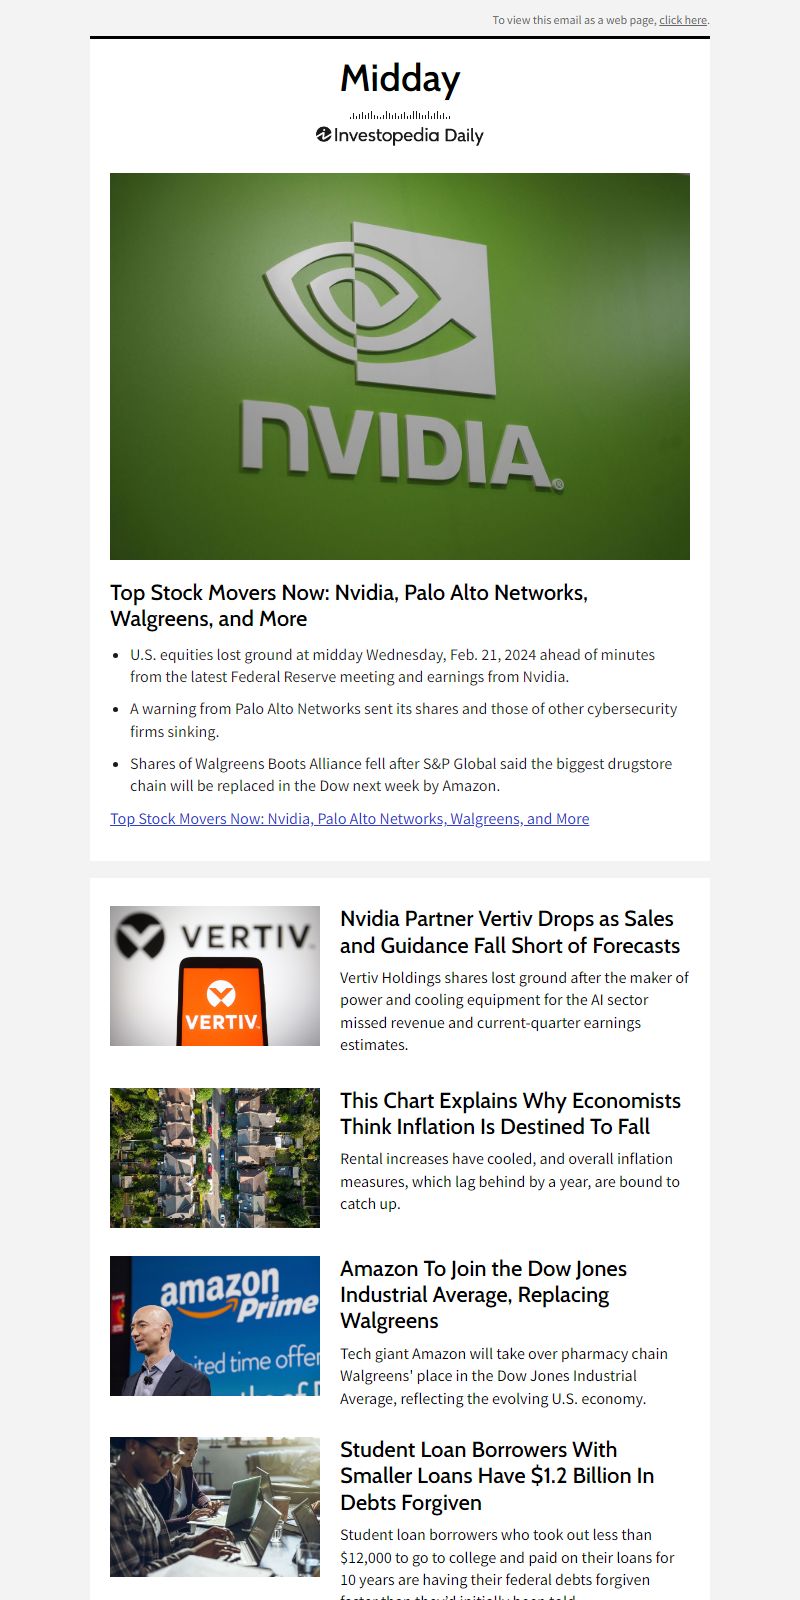 To view this email as a web page, click here.
Midday
Investopedia Daily
NVIDIA®
Top Stock Movers Now: Nvidia, Palo Alto Networks,
Walgreens, and More
• U.S. equities lost ground at midday Wednesday, Feb. 21, 2024 ahead of minutes
from the latest Federal Reserve meeting and earnings from Nvidia.
• A warning from Palo Alto Networks sent its shares and those of other cybersecurity
firms sinking.
• Shares of Walgreens Boots Alliance fell after S&P Global said the biggest drugstore
chain will be replaced in the Dow next week by Amazon.
Top Stock Movers Now: Nvidia, Palo Alto Networks, Walgreens, and More
VERTIV.
VERTIV.
Nvidia Partner Vertiv Drops as Sales
and Guidance Fall Short of Forecasts
Vertiv Holdings shares lost ground after the maker of
power and cooling equipment for the AI sector
missed revenue and current-quarter earnings
estimates.
This Chart Explains Why Economists
Think Inflation Is Destined To Fall
Rental increases have cooled, and overall inflation
measures, which lag behind by a year, are bound to
catch up.
amazon
Prime
ited time offer
Amazon To Join the Dow Jones
Industrial Average, Replacing
Walgreens
Tech giant Amazon will take over pharmacy chain
Walgreens' place in the Dow Jones Industrial
Average, reflecting the evolving U.S. economy.
Student Loan Borrowers With
Smaller Loans Have $1.2 Billion In
Debts Forgiven
Student loan borrowers who took out less than
$12,000 to go to college and paid on their loans for
10 years are having their federal debts forgiven